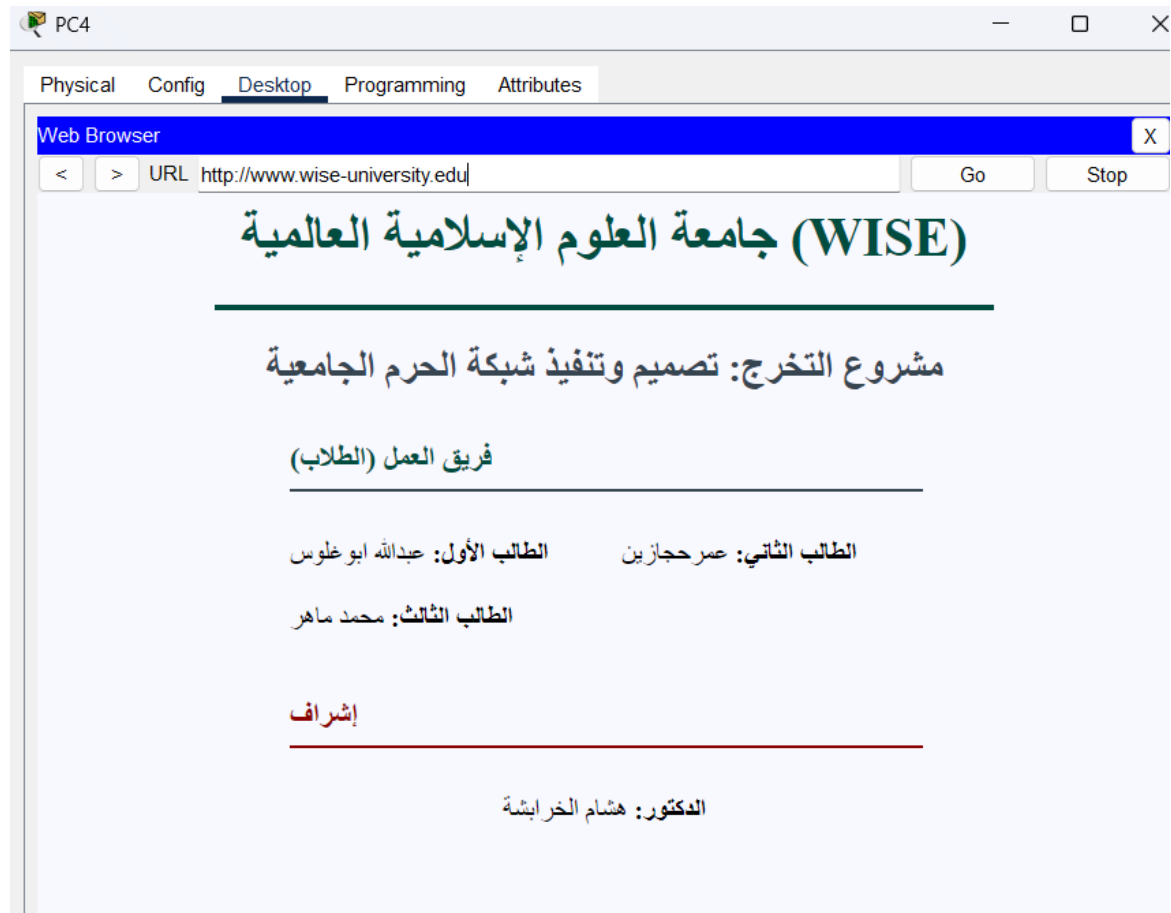 PC4
Physical Config Desktop Programming Attributes
Web Browser
X
< > URL http://www.wise-university.edu Go Stop
(WISE) جامعة العلوم الإسلامية العالمية
مشروع التخرج: تصميم وتنفيذ شبكة الحرم الجامعية
فريق العمل (الطلاب)
الطالب الأول: عبدالله ابوغلوس الطالب الثاني: عمرحجازين
الطالب الثالث: محمد ماهر
إشراف
الدكتور: هشام الخرابشة